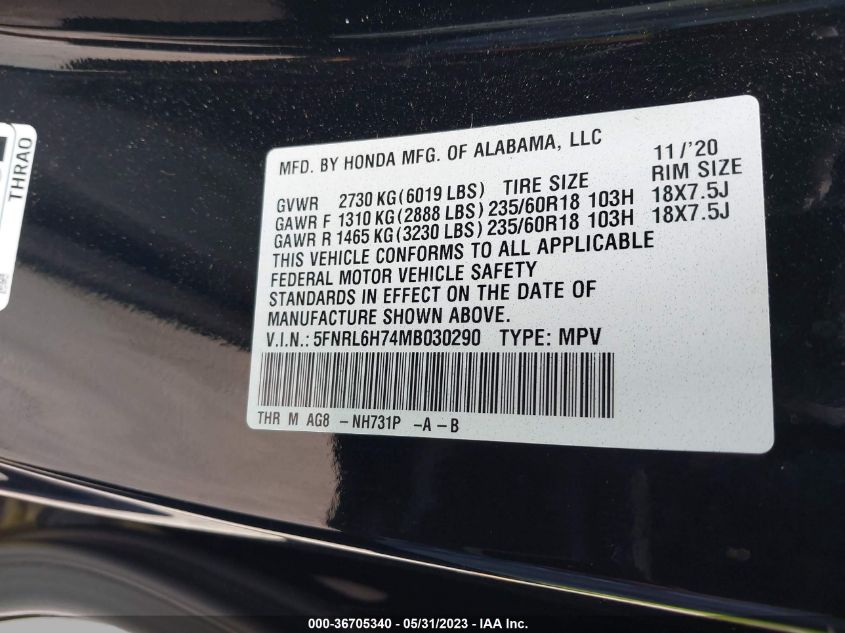 THRAO
MFD. BY HONDA MFG. OF ALABAMA, LLC 11/'20
GVWR 2730 KG (6019 LBS) TIRE SIZE RIM SIZE
GAWR F 1310 KG (2888 LBS) 235/60R18 103H 18X7.5J
GAWR R 1465 KG (3230 LBS) 235/60R18 103H 18X7.5J
THIS VEHICLE CONFORMS TO ALL APPLICABLE
FEDERAL MOTOR VEHICLE SAFETY
STANDARDS IN EFFECT ON THE DATE OF
MANUFACTURE SHOWN ABOVE.
V.I.N.: 5FNRL6H74MB030290 TYPE: MPV
THR M AG8 -NH731P -A-B
000-36705340 - 05/31/2023 - IAA Inc.